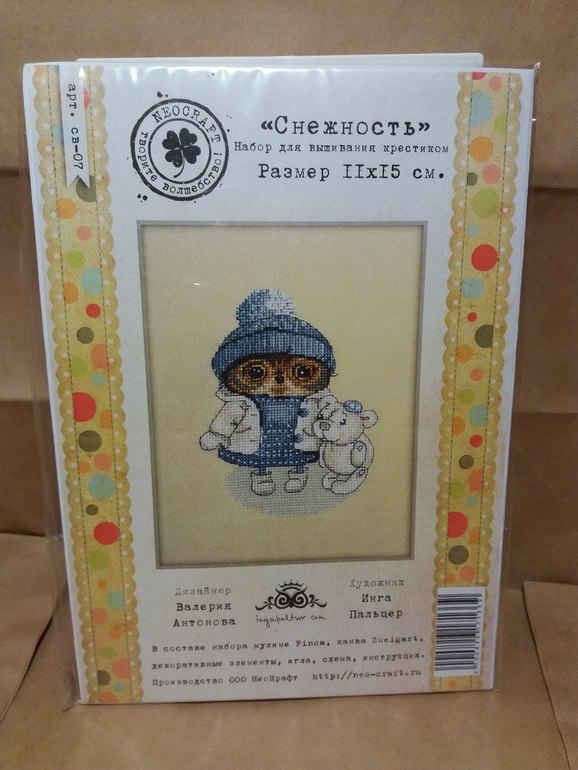 арт. св-07
NEOCRAFT
творите волшебство!
«Снежность»
Набор для вышивания крестиком
Размер 11x15 см.
Дизайнер
Валерия
Антонова
Художник
Инга
Пальцер
ingapaltser.com
В составе набора мулине Finca, канва Zweigart,
декоративные элементы, игла, схема, инструкция.
Производство ООО НеоКрафт http://neo-craft.ru